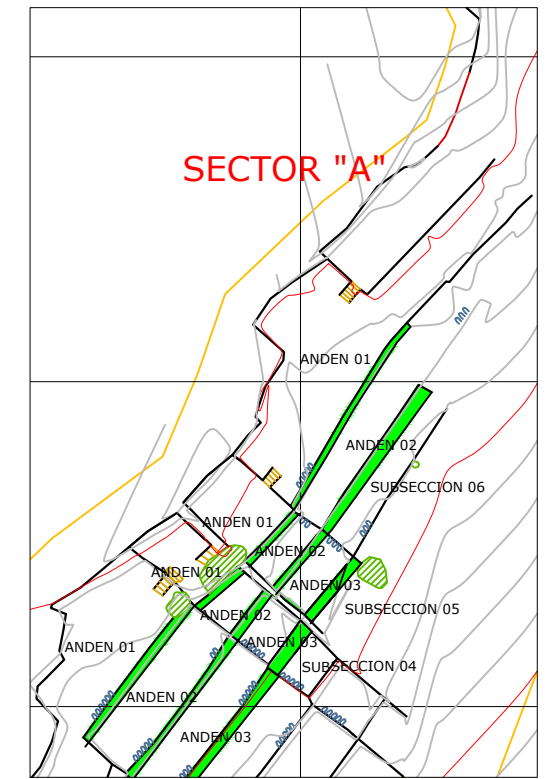 SECTOR "A"
ANDEN 01
ANDEN 02
SUBSECCION 06
ANDEN 01
ANDEN 02
ANDEN 01
ANDEN 03
SUBSECCION 05
ANDEN 02
ANDEN 03
ANDEN 01
SUBSECCION 04
ANDEN 02
ANDEN 03